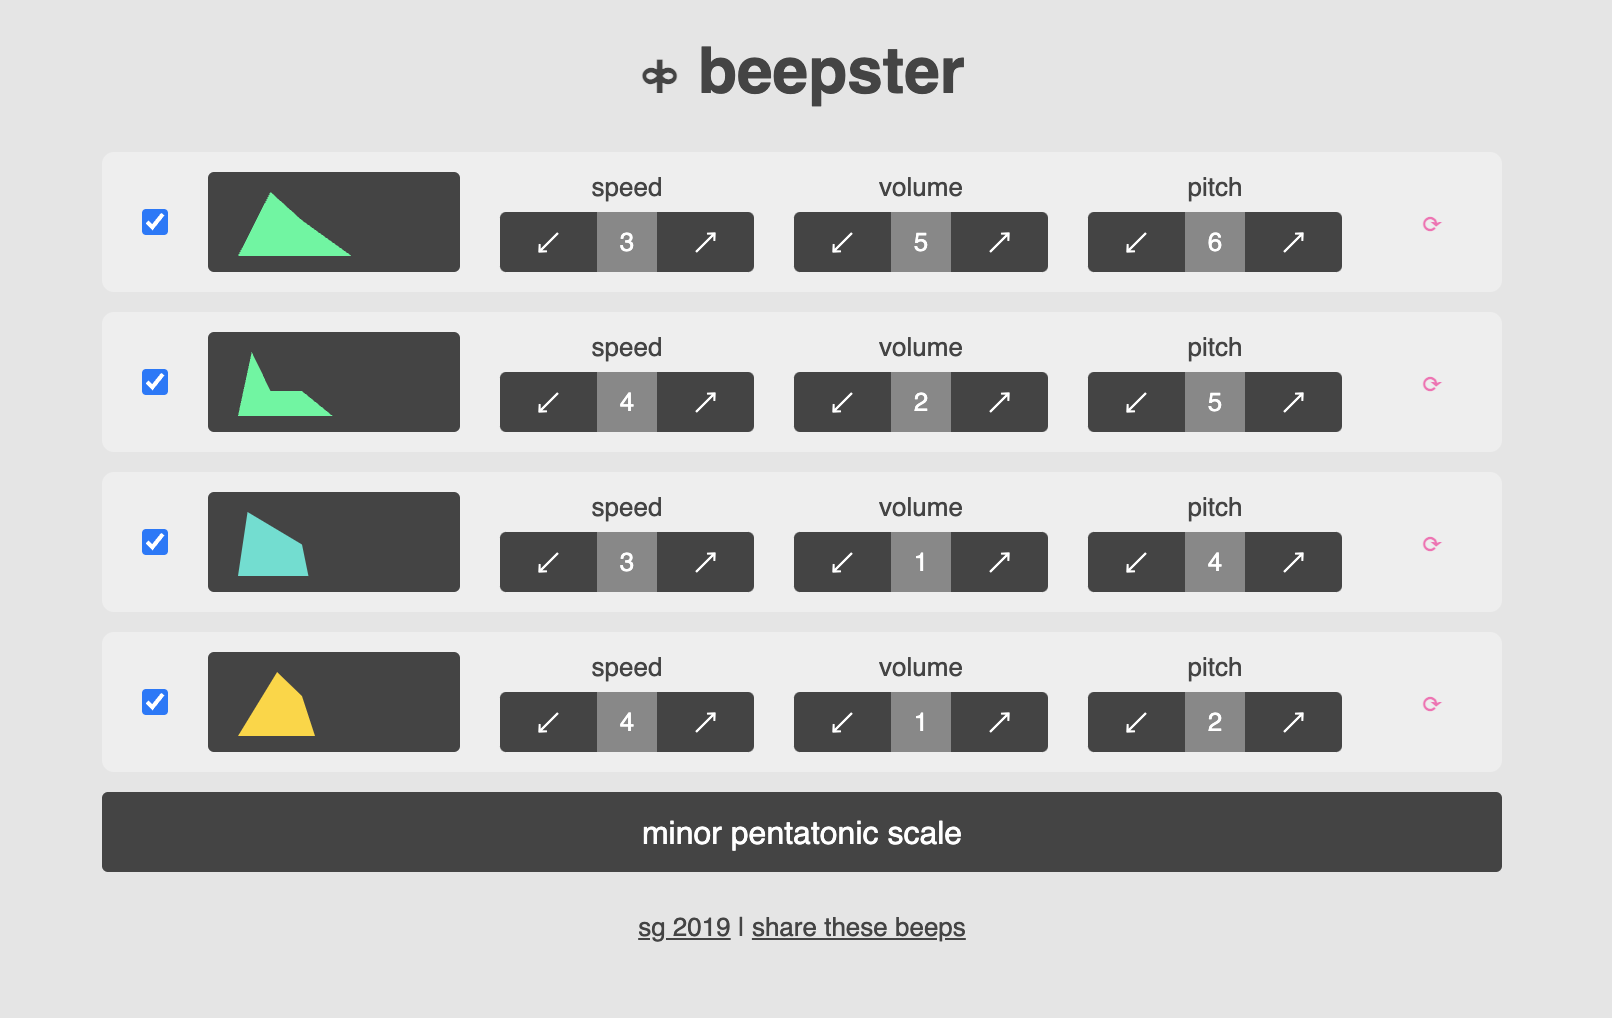 beepster
speed volume pitch
↙ 3 ↗ ↙ 5 ↗ ↙ 6 ↗ ⟳
speed volume pitch
↙ 4 ↗ ↙ 2 ↗ ↙ 5 ↗ ⟳
speed volume pitch
↙ 3 ↗ ↙ 1 ↗ ↙ 4 ↗ ⟳
speed volume pitch
↙ 4 ↗ ↙ 1 ↗ ↙ 2 ↗ ⟳
minor pentatonic scale
sg 2019 | share these beeps